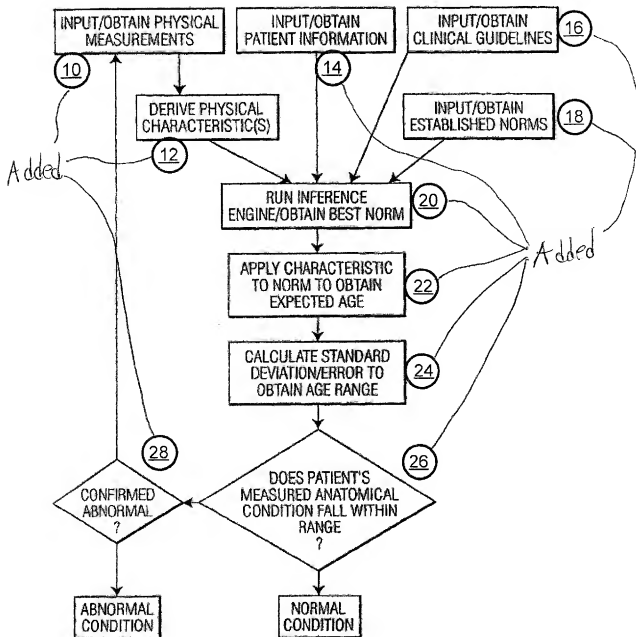 INPUT/OBTAIN PHYSICAL
MEASUREMENTS
10
INPUT/OBTAIN
PATIENT INFORMATION
14
INPUT/OBTAIN
CLINICAL GUIDELINES
16
DERIVE PHYSICAL
CHARACTERISTIC(S)
12
INPUT/OBTAIN
ESTABLISHED NORMS
18
Added
RUN INFERENCE
ENGINE/OBTAIN BEST NORM
20
Added
APPLY CHARACTERISTIC
TO NORM TO OBTAIN
EXPECTED AGE
22
CALCULATE STANDARD
DEVIATION/ERROR TO
OBTAIN AGE RANGE
24
28
26
CONFIRMED
ABNORMAL
?
DOES PATIENT'S
MEASURED ANATOMICAL
CONDITION FALL WITHIN
RANGE
?
ABNORMAL
CONDITION
NORMAL
CONDITION